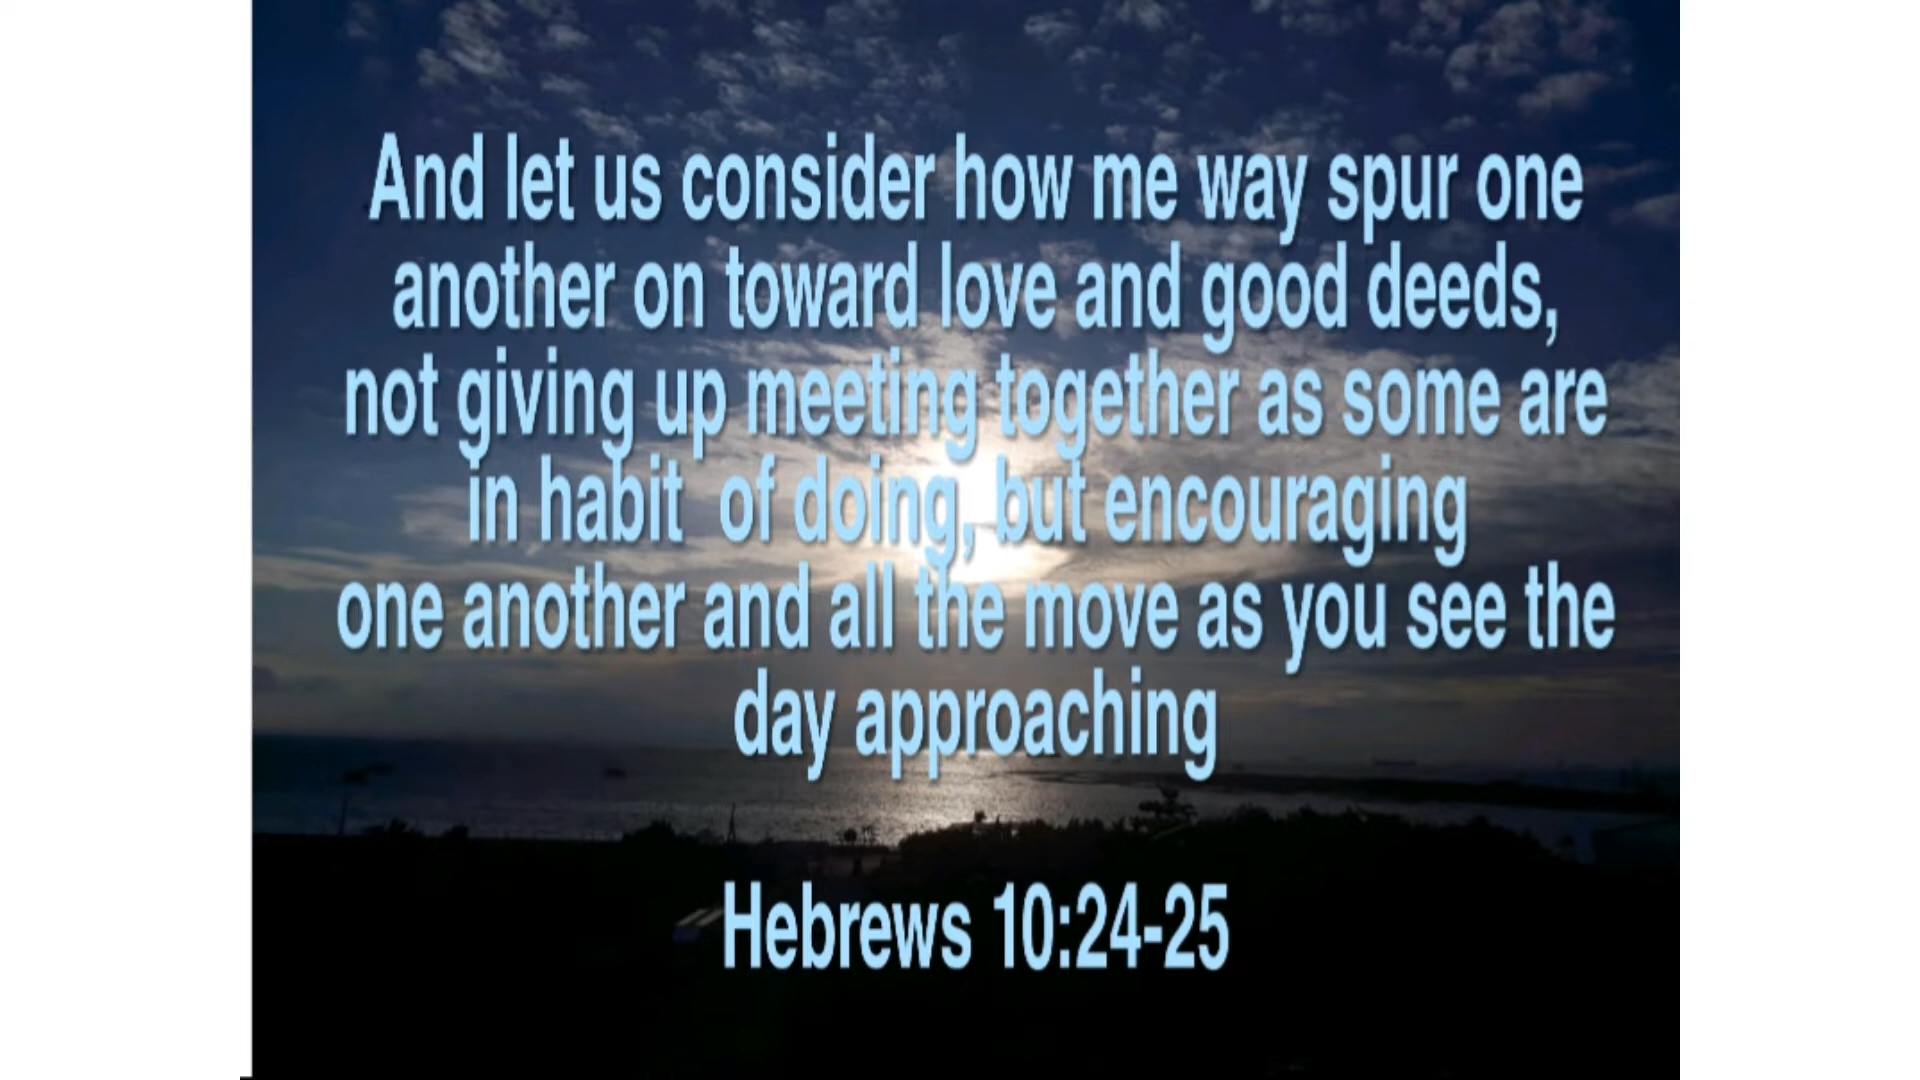 And let us consider how me way spur one
another on toward love and good deeds,
not giving up meeting together as some are
in habit  of doing, but encouraging
one another and all the move as you see the
day approaching
Hebrews 10:24-25